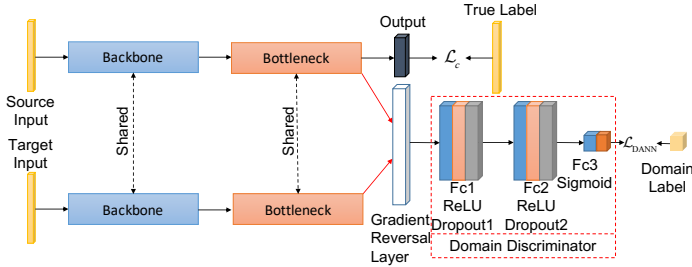 Output
True Label
Backbone
Bottleneck
ℒc
Source
Input
Target
Input
Shared
Shared
Fc1
ReLU
Dropout1
Fc2
ReLU
Dropout2
Fc3
Sigmoid
ℒDANN
Domain
Label
Backbone
Bottleneck
Gradient
Reversal
Layer
Domain Discriminator